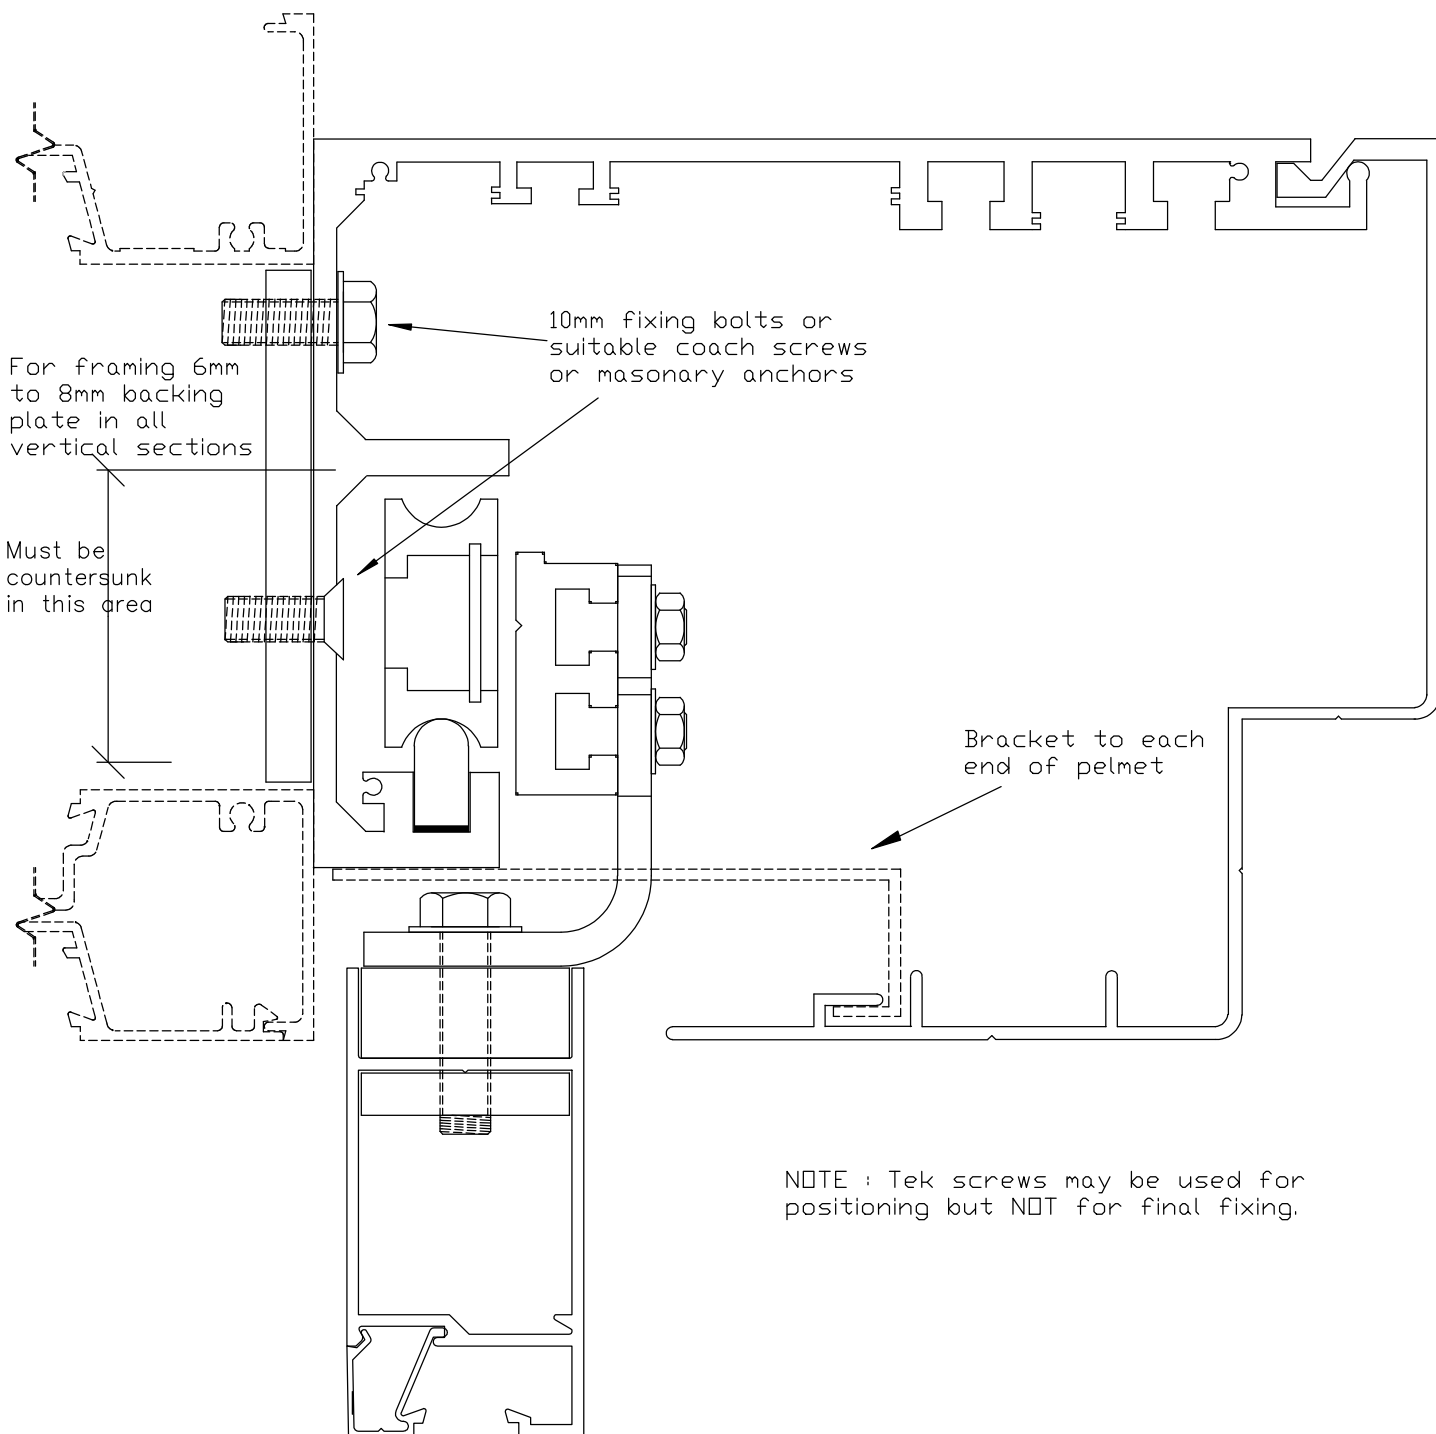 10mm fixing bolts or
suitable coach screws
or masonary anchors
For framing 6mm
to 8mm backing
plate in all
vertical sections
Must be
countersunk
in this area
Bracket to each
end of pelmet
NOTE : Tek screws may be used for
positioning but NOT for final fixing.